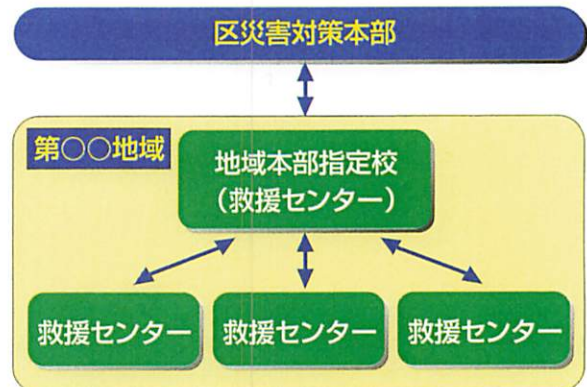 区災害対策本部
第○○地域
地域本部指定校
（救援センター）
救援センター
救援センター
救援センター